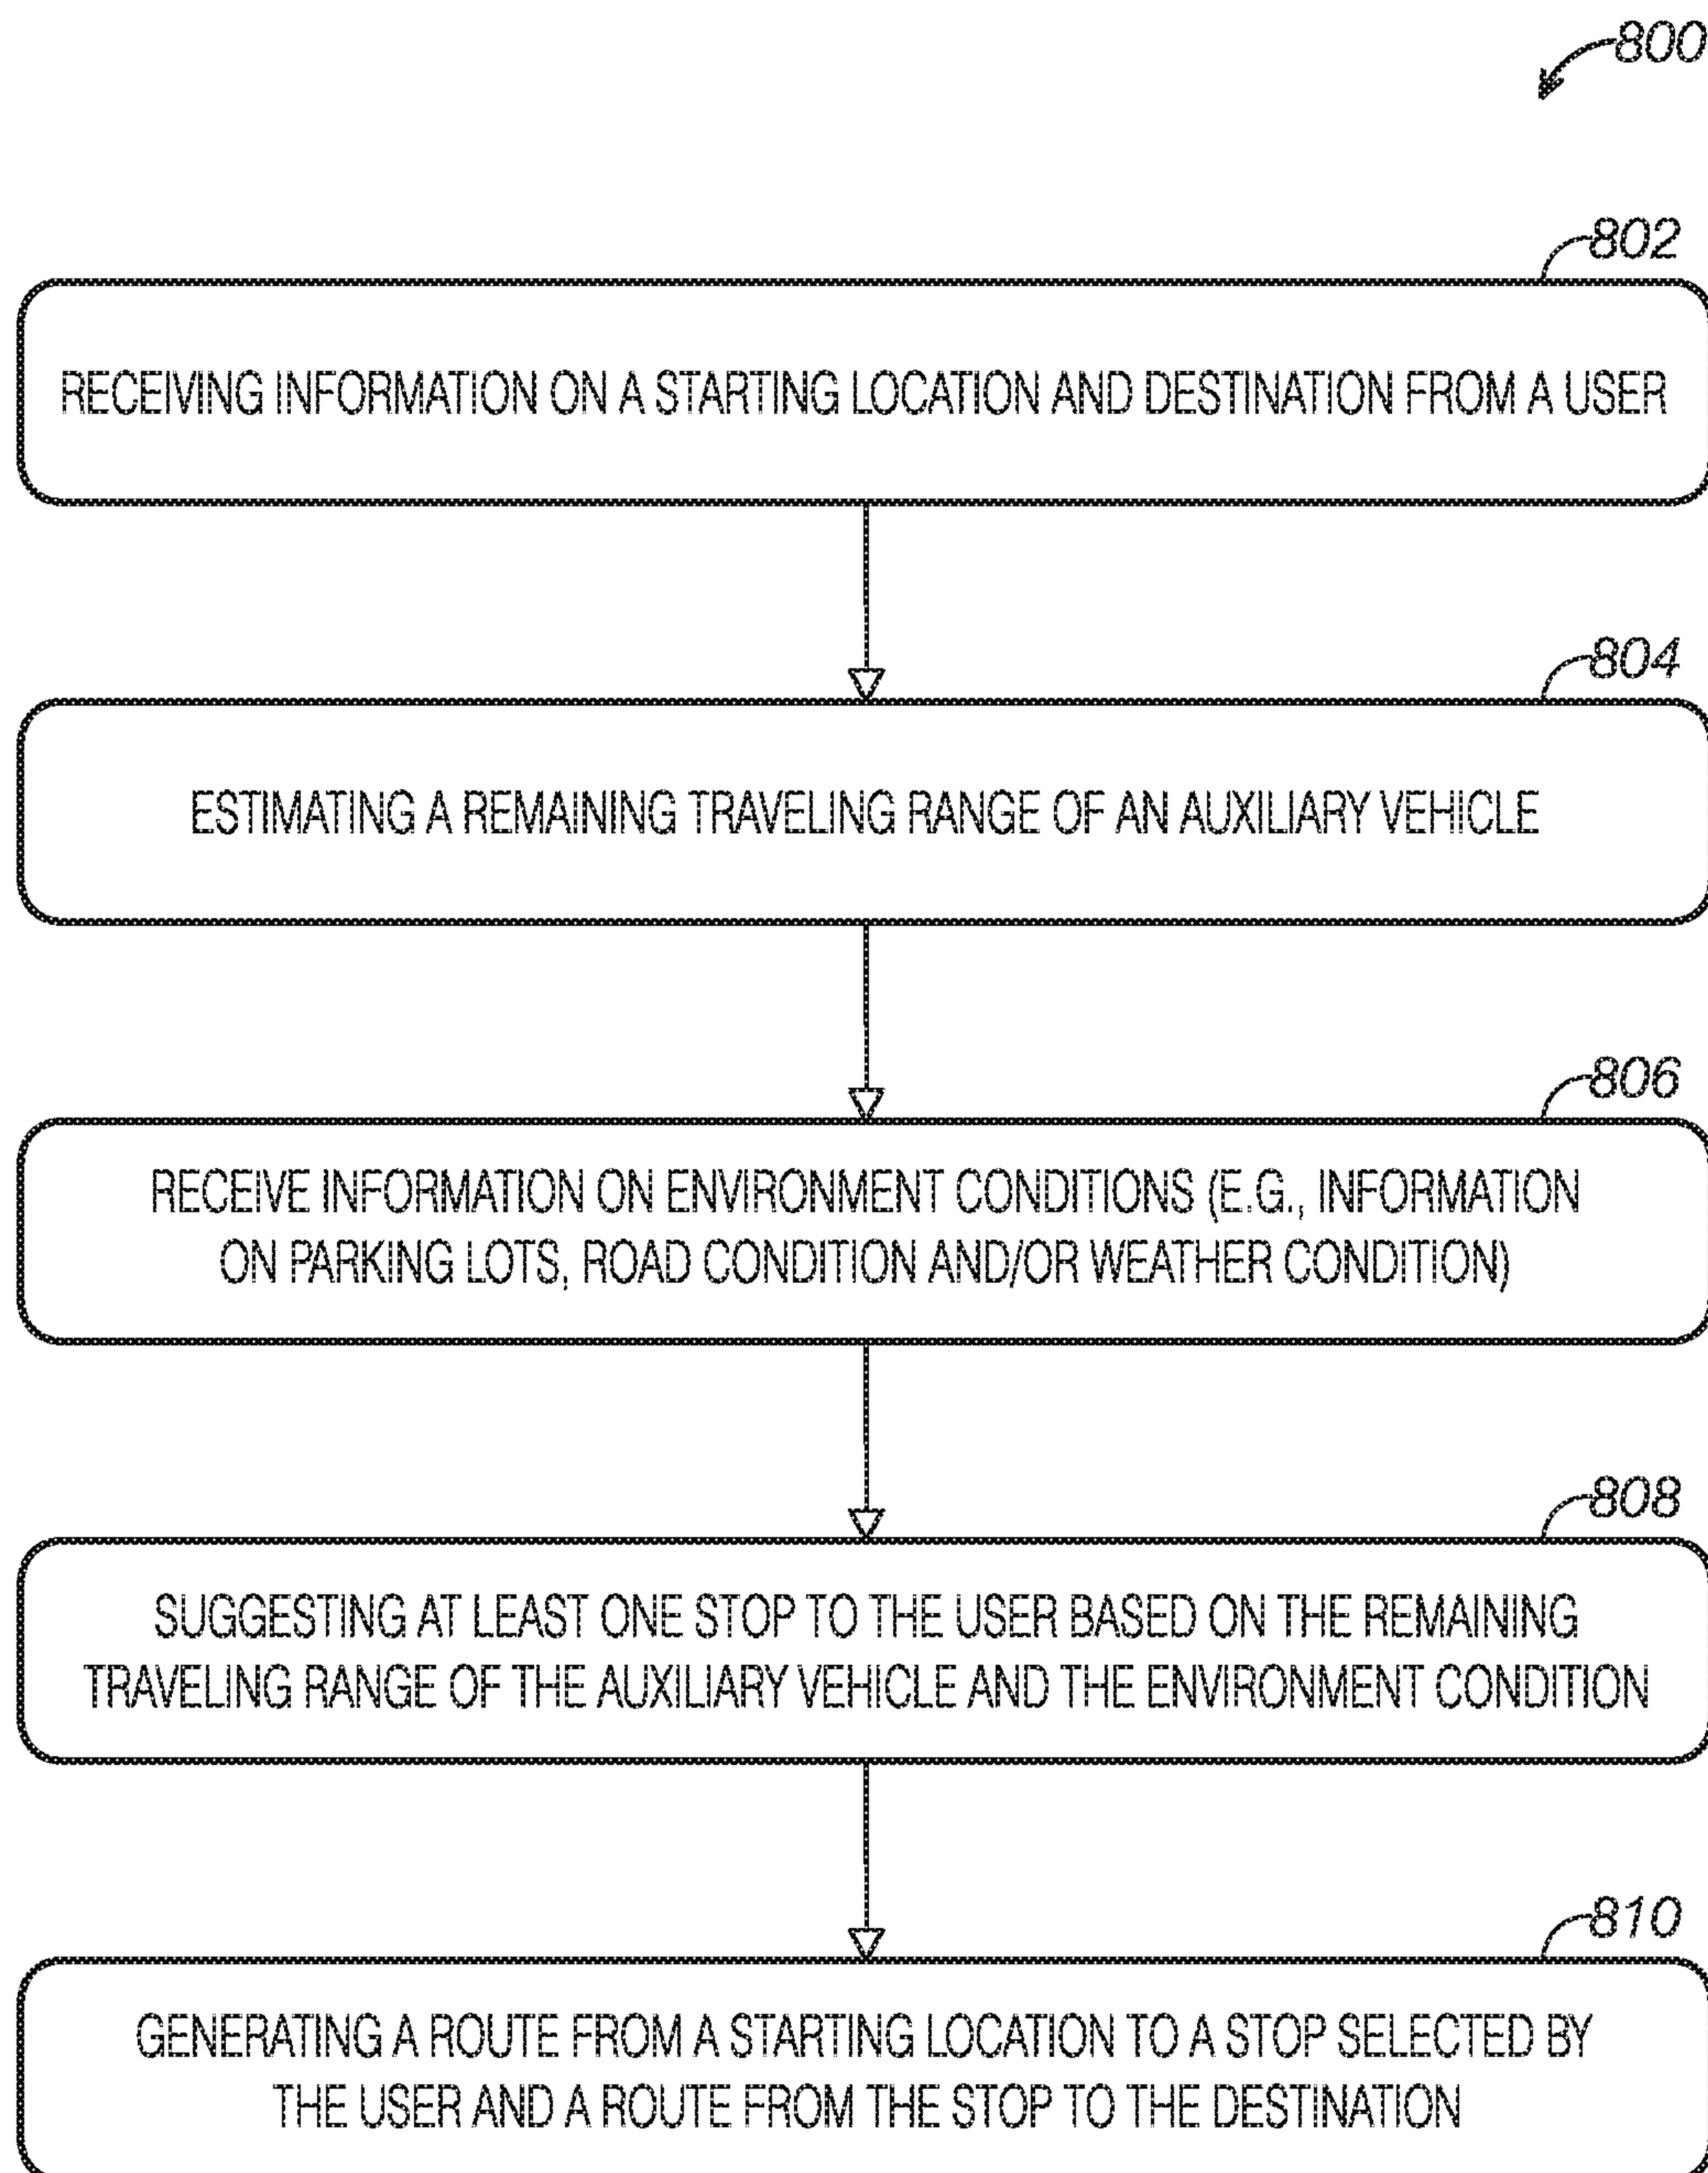 800
802
RECEIVING INFORMATION ON A STARTING LOCATION AND DESTINATION FROM A USER
804
ESTIMATING A REMAINING TRAVELING RANGE OF AN AUXILIARY VEHICLE
806
RECEIVE INFORMATION ON ENVIRONMENT CONDITIONS (E.G., INFORMATION
ON PARKING LOTS, ROAD CONDITION AND/OR WEATHER CONDITION)
808
SUGGESTING AT LEAST ONE STOP TO THE USER BASED ON THE REMAINING
TRAVELING RANGE OF THE AUXILIARY VEHICLE AND THE ENVIRONMENT CONDITION
810
GENERATING A ROUTE FROM A STARTING LOCATION TO A STOP SELECTED BY
THE USER AND A ROUTE FROM THE STOP TO THE DESTINATION